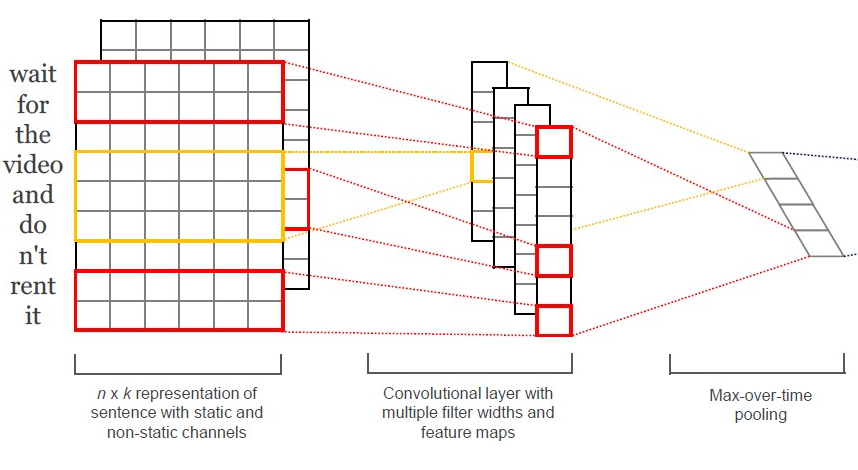 wait
for
the
video
and
do
n't
rent
it
n x k representation of
sentence with static and
non-static channels
Convolutional layer with
multiple filter widths and
feature maps
Max-over-time
pooling